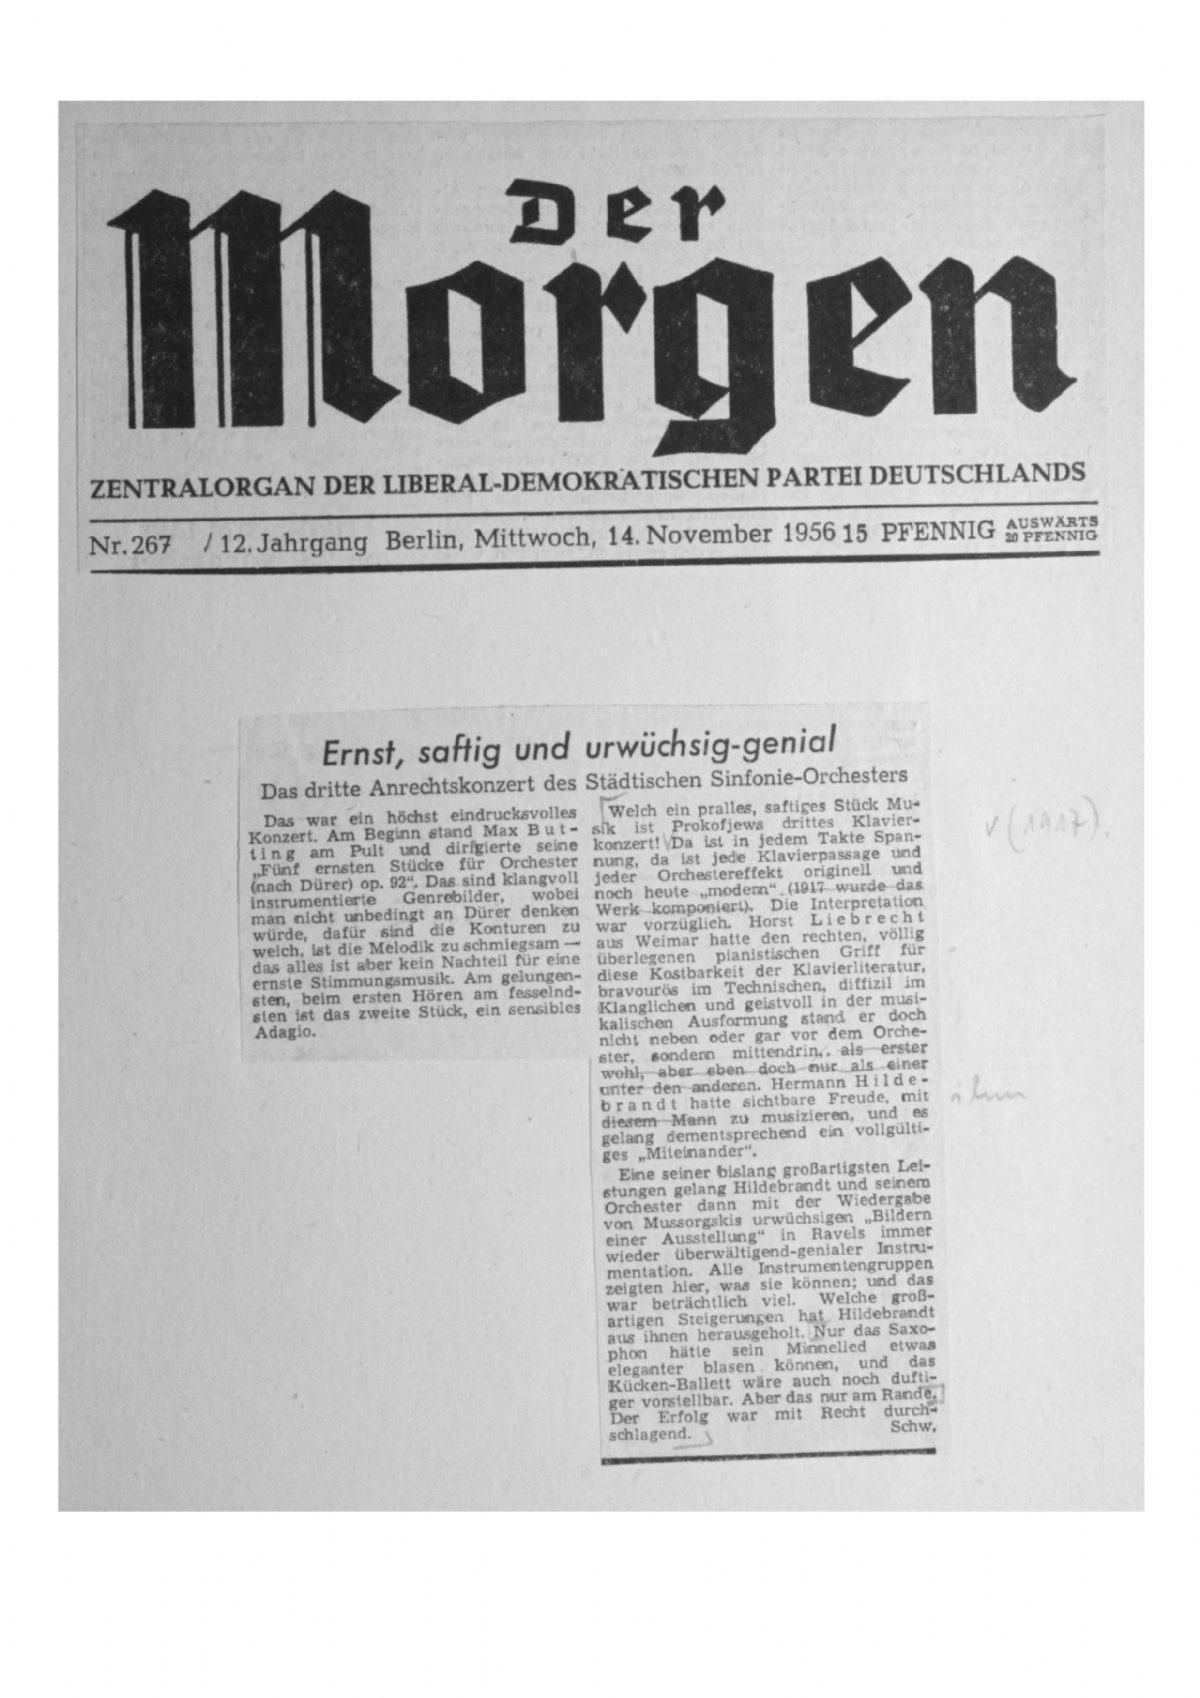 Der
Morgen
ZENTRALORGAN DER LIBERAL-DEMOKRATISCHEN PARTEI DEUTSCHLANDS
Nr. 267 / 12. Jahrgang Berlin, Mittwoch, 14. November 1956 15 PFENNIG AUSWÄRTS 20 PFENNIG
Ernst, saftig und urwüchsig-genial
Das dritte Anrechtskonzert des Städtischen Sinfonie-Orchesters
Das war ein höchst eindrucksvolles
Konzert. Am Beginn stand Max But-
ting am Pult und dirigierte seine
„Fünf ernsten Stücke für Orchester
(nach Dürer) op. 92“. Das sind klangvoll
instrumentierte Genrebilder, wobei
man nicht unbedingt an Dürer denken
würde, dafür sind die Konturen zu
weich, ist die Melodik zu schmiegsam —
das alles ist aber kein Nachteil für eine
ernste Stimmungsmusik. Am gelungen-
sten, beim ersten Hören am fesselnd-
sten ist das zweite Stück, ein sensibles
Adagio.
Welch ein pralles, saftiges Stück Mu-
sik ist Prokofjews drittes Klavier-
konzert! Da ist in jedem Takte Span-
nung, da ist jede Klavierpassage und
jeder Orchestereffekt originell und
noch heute „modern“ (1917 wurde das
Werk komponiert). Die Interpretation
war vorzüglich. Horst Liebrecht
aus Weimar hatte den rechten, völlig
überlegenen pianistischen Griff für
diese Kostbarkeit der Klavierliteratur,
bravourös im Technischen, diffizil im
Klanglichen und geistvoll in der musi-
kalischen Ausformung stand er doch
nicht neben oder gar vor dem Orche-
ster, sondern mittendrin, als erster
wohl, aber eben doch nur als einer
unter den anderen. Hermann Hilde-
brandt hatte sichtbare Freude, mit
diesem Mann zu musizieren, und es
gelang dementsprechend ein vollgülti-
ges „Miteinander“.
Eine seiner bislang großartigsten Lei-
stungen gelang Hildebrandt und seinem
Orchester dann mit der Wiedergabe
von Mussorgskis urwüchsigen „Bildern
einer Ausstellung“ in Ravels immer
wieder überwältigend-genialer Instru-
mentation. Alle Instrumentengruppen
zeigten hier, was sie können; und das
war beträchtlich viel. Welche groß-
artigen Steigerungen hat Hildebrandt
aus ihnen herausgeholt. Nur das Saxo-
phon hätte sein Minnelied etwas
eleganter blasen können, und das
Kücken-Ballett wäre auch noch dufti-
ger vorstellbar. Aber das nur am Rande.
Der Erfolg war mit Recht durch-
schlagend. Schw.
(1917).
ihm